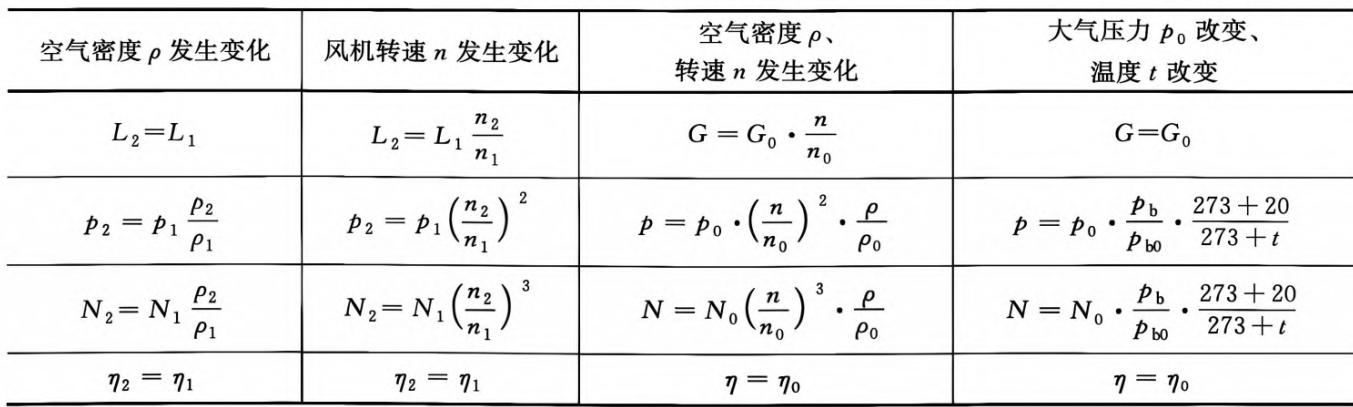 空气密度 ρ 发生变化
风机转速 n 发生变化
空气密度 ρ、
转速 n 发生变化
大气压力 p₀ 改变、
温度 t 改变
L₂=L₁
L₂=L₁ n₂/n₁
G=G₀·n/n₀
G=G₀
p₂=p₁ ρ₂/ρ₁
p₂=p₁(n₂/n₁)²
p=p₀·(n/n₀)²·ρ/ρ₀
p=p₀·p_b/p_b0·(273+20)/(273+t)
N₂=N₁ ρ₂/ρ₁
N₂=N₁(n₂/n₁)³
N=N₀(n/n₀)³·ρ/ρ₀
N=N₀·p_b/p_b0·(273+20)/(273+t)
η₂=η₁
η₂=η₁
η=η₀
η=η₀